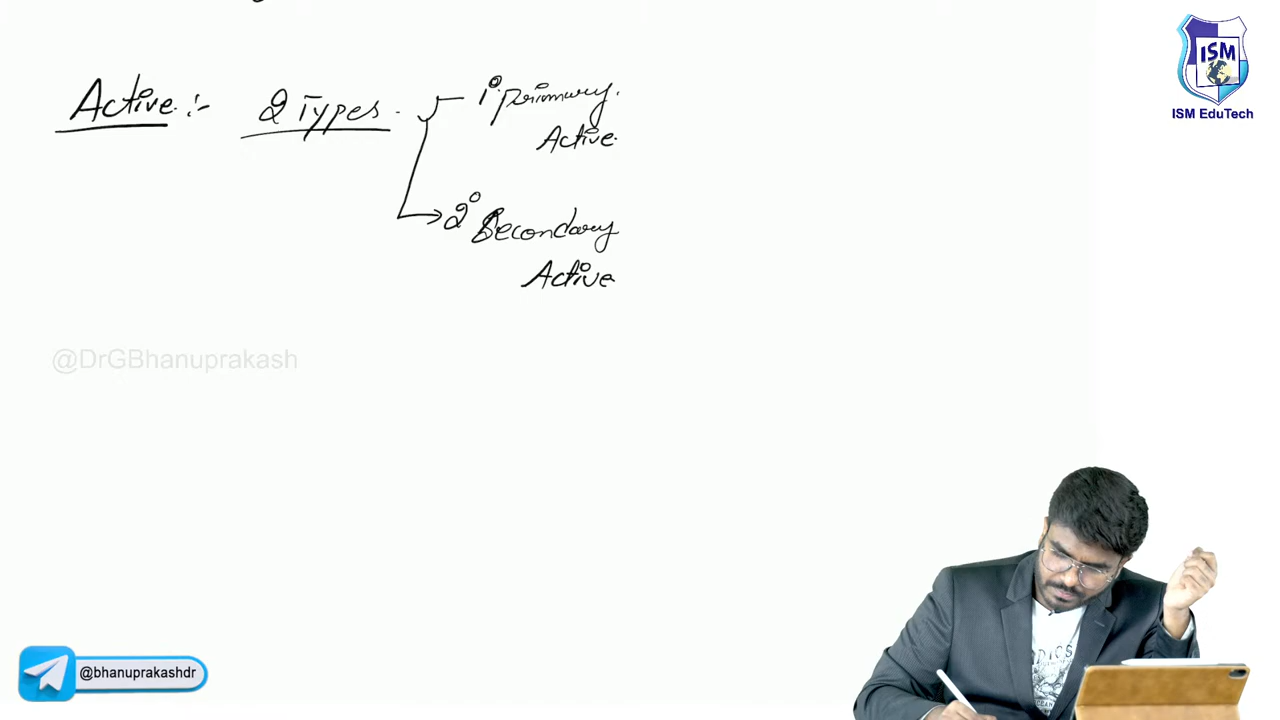 Active :- 2 Types. 1° primary.
Active.
2° Secondary
Active
ISM
ISM EduTech
@DrGBhanuprakash
@bhanuprakashdr